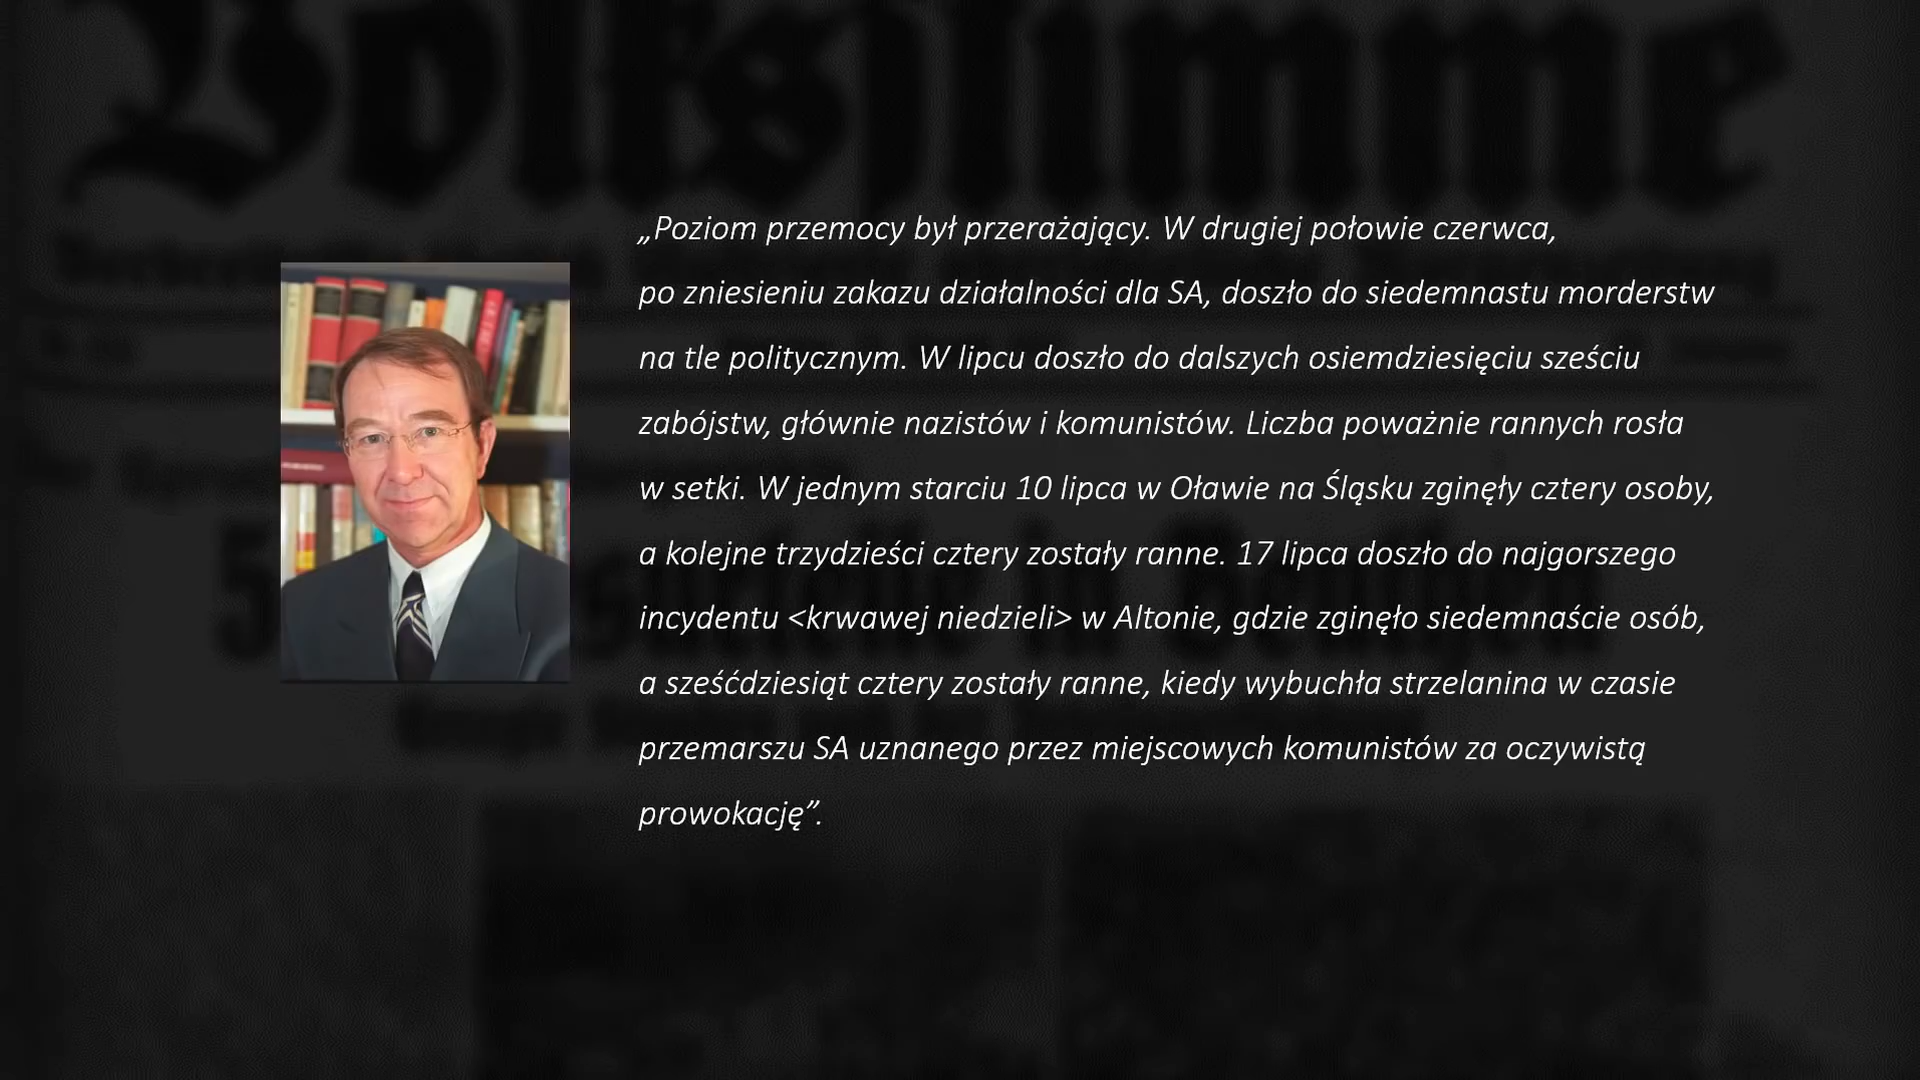 Volksstimme
„Poziom przemocy był przerażający. W drugiej połowie czerwca,
po zniesieniu zakazu działalności dla SA, doszło do siedemnastu morderstw
na tle politycznym. W lipcu doszło do dalszych osiemdziesięciu sześciu
zabójstw, głównie nazistów i komunistów. Liczba poważnie rannych rosła
w setki. W jednym starciu 10 lipca w Oławie na Śląsku zginęły cztery osoby,
a kolejne trzydzieści cztery zostały ranne. 17 lipca doszło do najgorszego
incydentu <krwawej niedzieli> w Altonie, gdzie zginęło siedemnaście osób,
a sześćdziesiąt cztery zostały ranne, kiedy wybuchła strzelanina w czasie
przemarszu SA uznanego przez miejscowych komunistów za oczywistą
prowokację”.